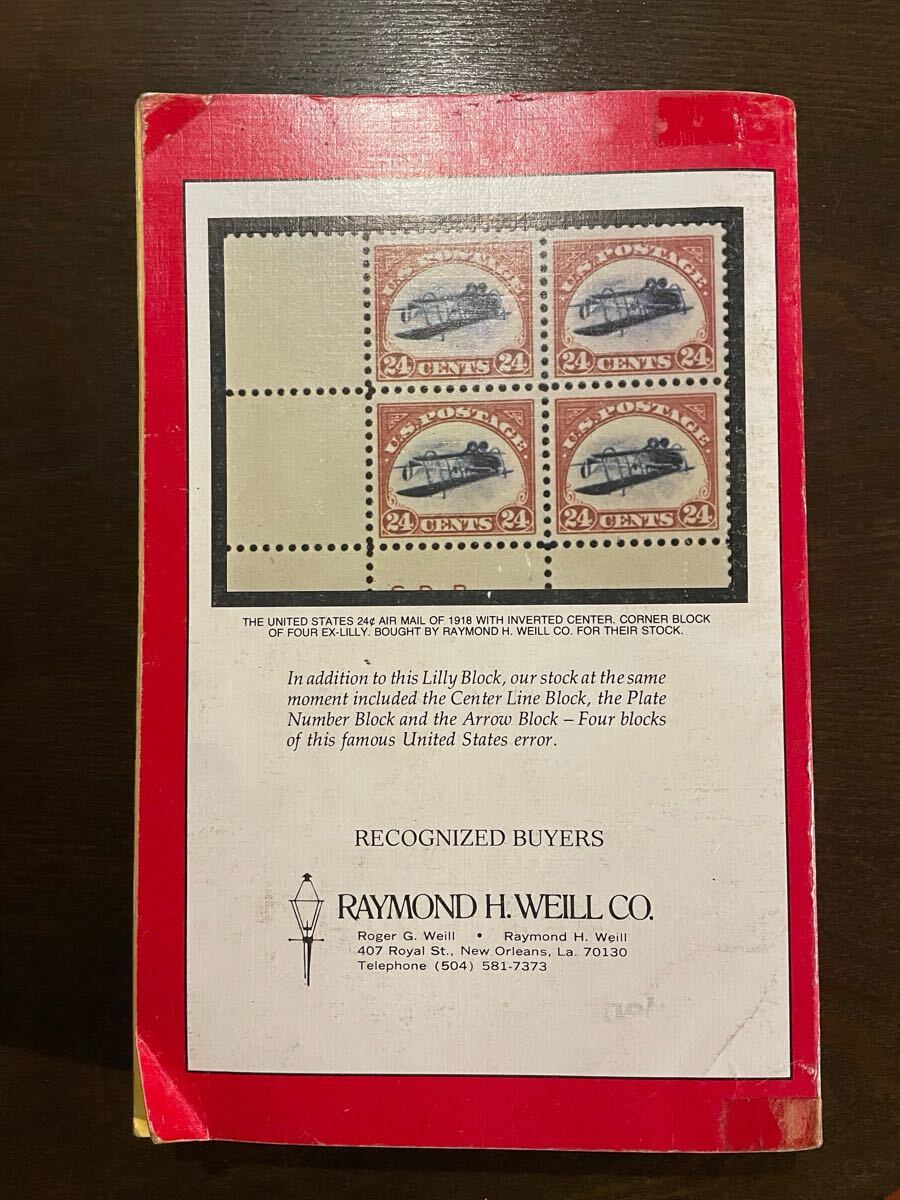 U.S. POSTAGE
24 CENTS 24
U.S. POSTAGE
24 CENTS 24
U.S. POSTAGE
24 CENTS 24
U.S. POSTAGE
24 CENTS 24
THE UNITED STATES 24¢ AIR MAIL OF 1918 WITH INVERTED CENTER. CORNER BLOCK
OF FOUR EX-LILLY. BOUGHT BY RAYMOND H. WEILL CO. FOR THEIR STOCK.
In addition to this Lilly Block, our stock at the same
moment included the Center Line Block, the Plate
Number Block and the Arrow Block – Four blocks
of this famous United States error.
RECOGNIZED BUYERS
RAYMOND H. WEILL CO.
Roger G. Weill • Raymond H. Weill
407 Royal St., New Orleans, La. 70130
Telephone (504) 581-7373